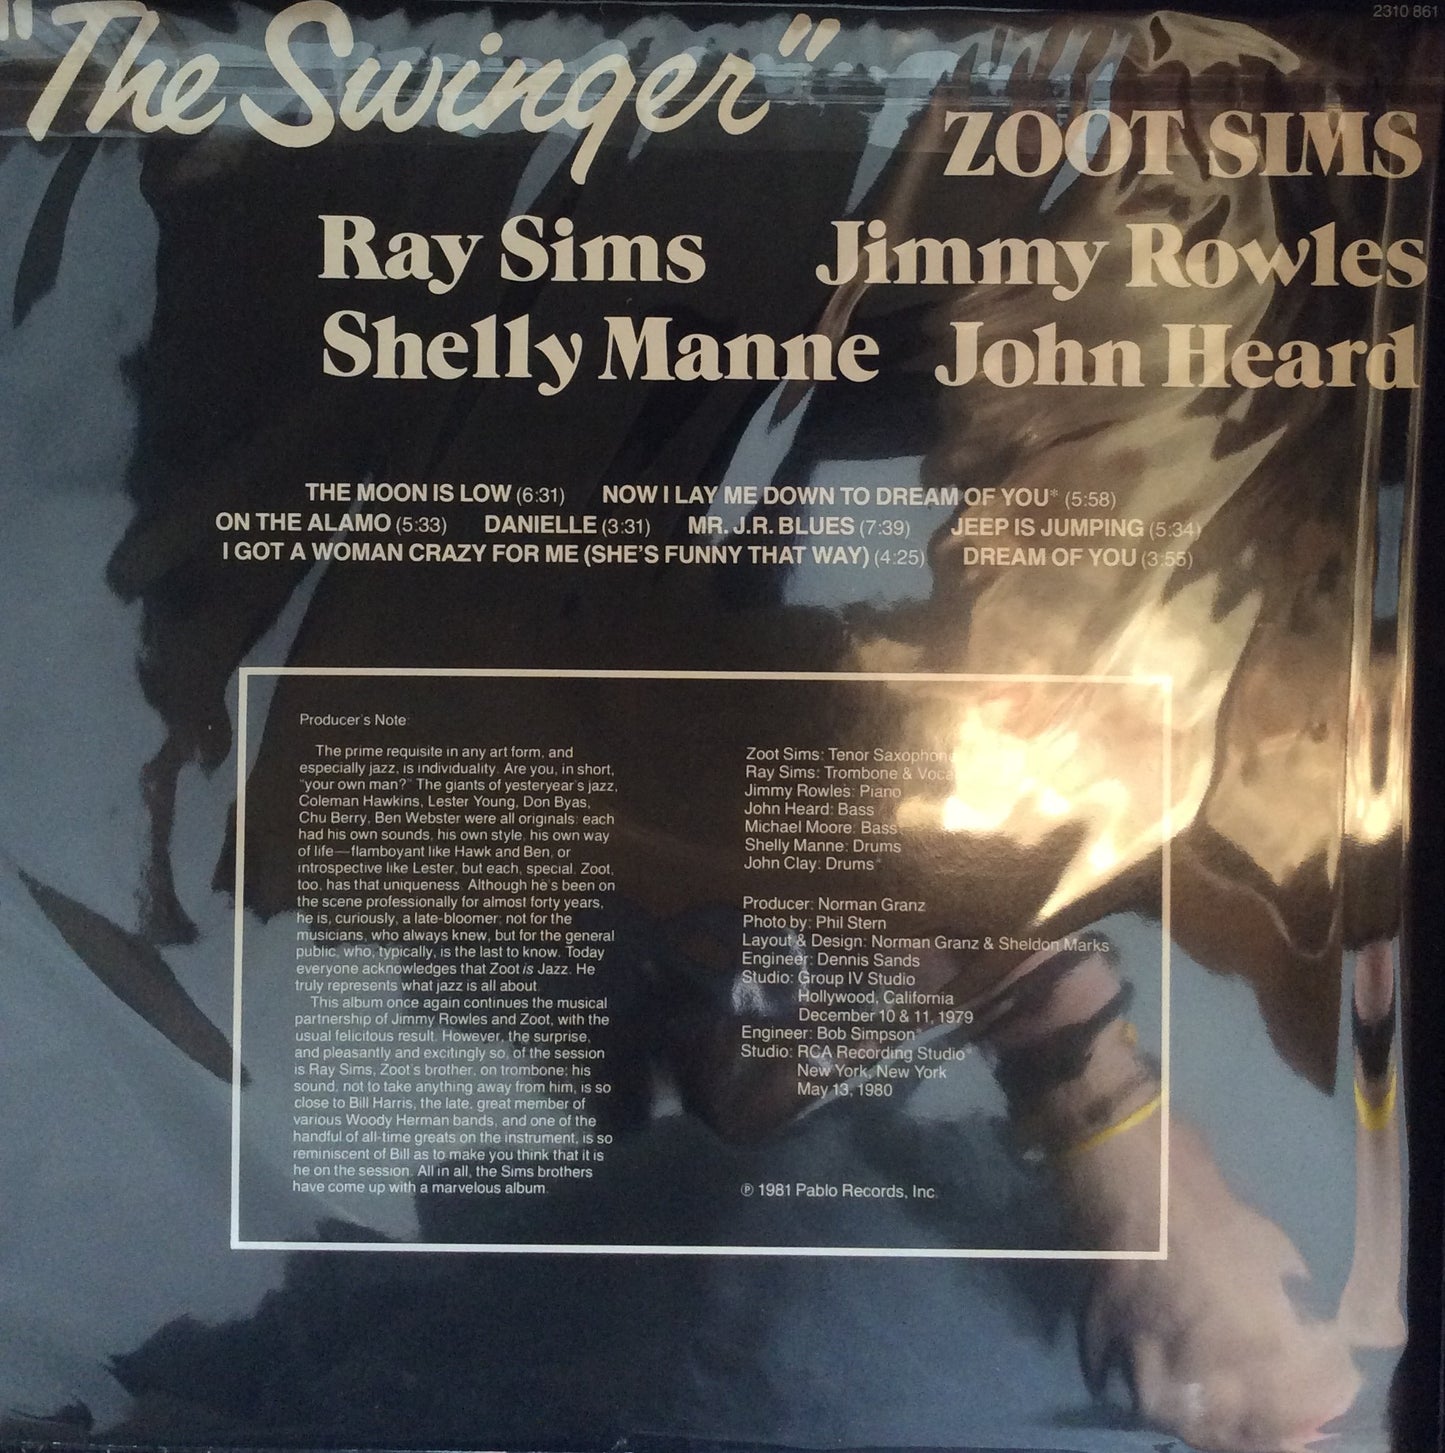 2310 861
"The Swinger"
ZOOT SIMS
Ray Sims Jimmy Rowles
Shelly Manne John Heard
THE MOON IS LOW (6:31) NOW I LAY ME DOWN TO DREAM OF YOU* (5:58)
ON THE ALAMO (5:33) DANIELLE (3:31) MR. J.R. BLUES (7:39) JEEP IS JUMPING (5:34)
I GOT A WOMAN CRAZY FOR ME (SHE'S FUNNY THAT WAY) (4:25) DREAM OF YOU (3:55)
Producer's Note:
The prime requisite in any art form, and
especially jazz, is individuality. Are you, in short,
"your own man?" The giants of yesteryear's jazz,
Coleman Hawkins, Lester Young, Don Byas,
Chu Berry, Ben Webster were all originals: each
had his own sounds, his own style, his own way
of life—flamboyant like Hawk and Ben, or
introspective like Lester, but each, special. Zoot,
too, has that uniqueness. Although he's been on
the scene professionally for almost forty years,
he is, curiously, a late-bloomer; not for the
musicians, who always knew, but for the general
public, who, typically, is the last to know. Today
everyone acknowledges that Zoot is Jazz. He
truly represents what jazz is all about.
This album once again continues the musical
partnership of Jimmy Rowles and Zoot, with the
usual felicitous result. However, the surprise,
and pleasantly and excitingly so, of the session
is Ray Sims, Zoot's brother, on trombone; his
sound, not to take anything away from him, is so
close to Bill Harris, the late, great member of
various Woody Herman bands, and one of the
handful of all-time greats on the instrument, is so
reminiscent of Bill as to make you think that it is
he on the session. All in all, the Sims brothers
have come up with a marvelous album.
Zoot Sims: Tenor Saxophone
Ray Sims: Trombone & Vocal
Jimmy Rowles: Piano
John Heard: Bass
Michael Moore: Bass*
Shelly Manne: Drums
John Clay: Drums*
Producer: Norman Granz
Photo by: Phil Stern
Layout & Design: Norman Granz & Sheldon Marks
Engineer: Dennis Sands
Studio: Group IV Studio
Hollywood, California
December 10 & 11, 1979
Engineer: Bob Simpson*
Studio: RCA Recording Studio*
New York, New York
May 13, 1980
℗ 1981 Pablo Records, Inc.